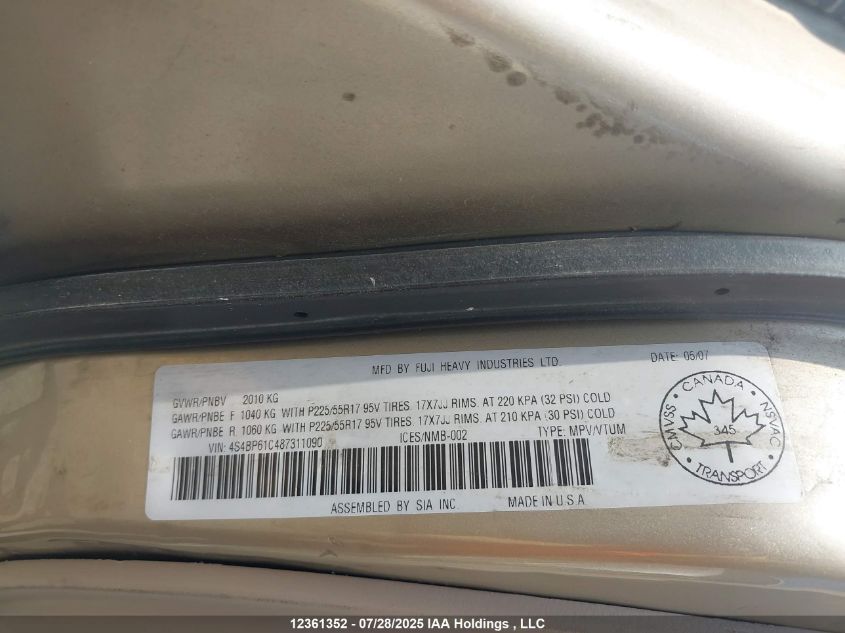 MFD BY FUJI HEAVY INDUSTRIES LTD. DATE: 05/07
GVWR/PNBV 2010 KG
GAWR/PNBE F 1040 KG WITH P225/55R17 95V TIRES, 17X7JJ RIMS, AT 220 KPA (32 PSI) COLD
GAWR/PNBE R 1060 KG WITH P225/55R17 95V TIRES, 17X7JJ RIMS, AT 210 KPA (30 PSI) COLD
VIN: 4S4BP61C487311090 ICES/NMB-002 TYPE: MPV/VTUM
ASSEMBLED BY SIA INC. MADE IN U.S.A.
CANADA
CMVSS 345 NSVAC
TRANSPORT
12361352 - 07/28/2025 IAA Holdings , LLC